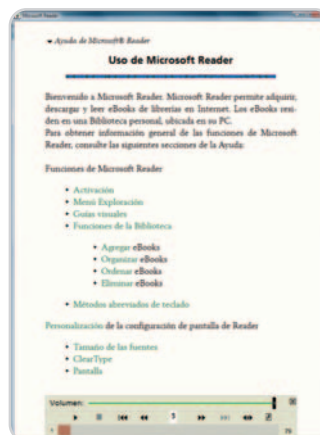 Microsoft Reader
Ayuda de Microsoft® Reader
Uso de Microsoft Reader
Bienvenido a Microsoft Reader. Microsoft Reader permite adquirir,
descargar y leer eBooks de librerías en Internet. Los eBooks resi-
den en una Biblioteca personal, ubicada en su PC.
Para obtener información general de las funciones de Microsoft
Reader, consulte las siguientes secciones de la Ayuda:
Funciones de Microsoft Reader
• Activación
• Menú Exploración
• Guías visuales
• Funciones de la Biblioteca
• Agregar eBooks
• Organizar eBooks
• Ordenar eBooks
• Eliminar eBooks
• Métodos abreviados de teclado
Personalización de la configuración de pantalla de Reader
• Tamaño de las fuentes
• ClearType
• Pantalla
Volumen:
5